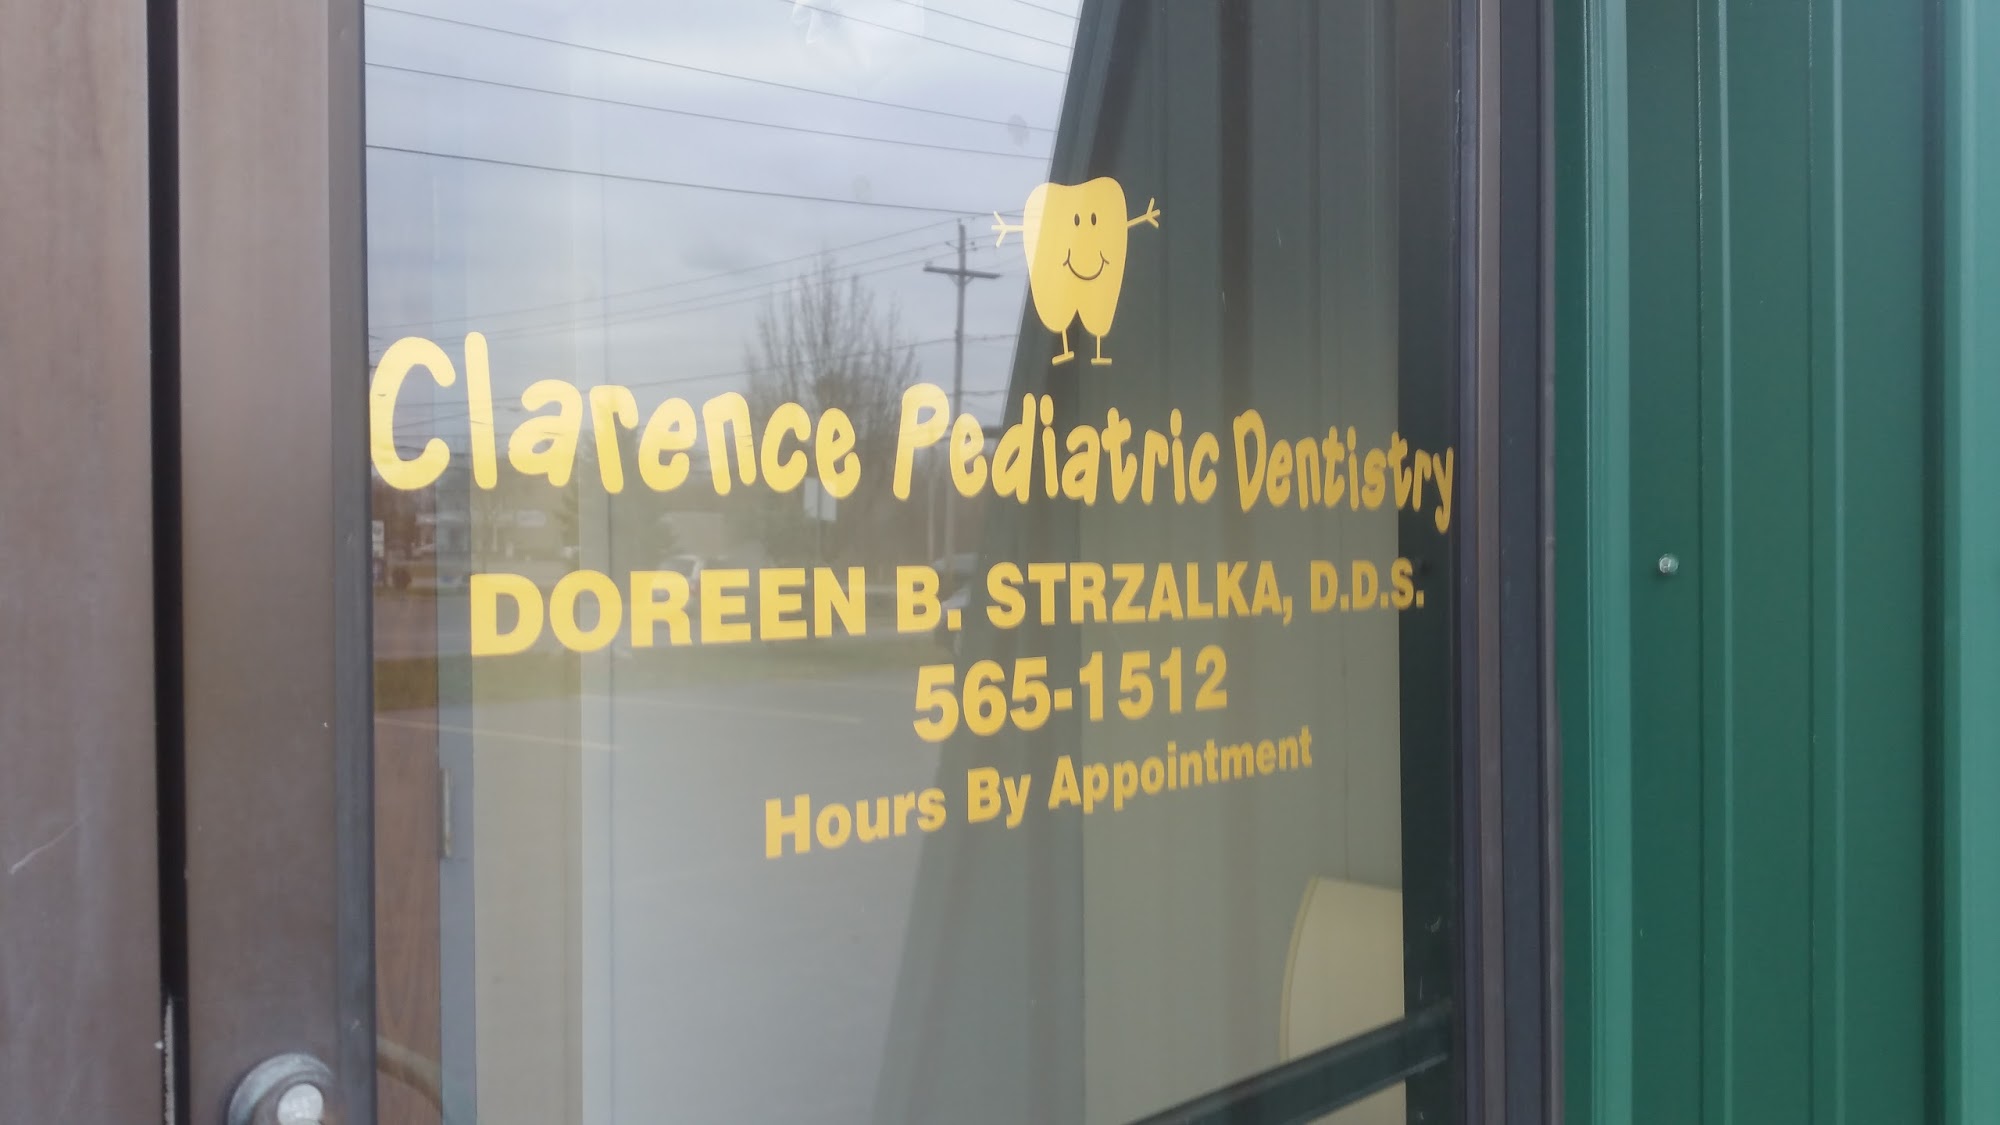 Clarence Pediatric Dentistry
DOREEN B. STRZALKA, D.D.S.
565-1512
Hours By Appointment